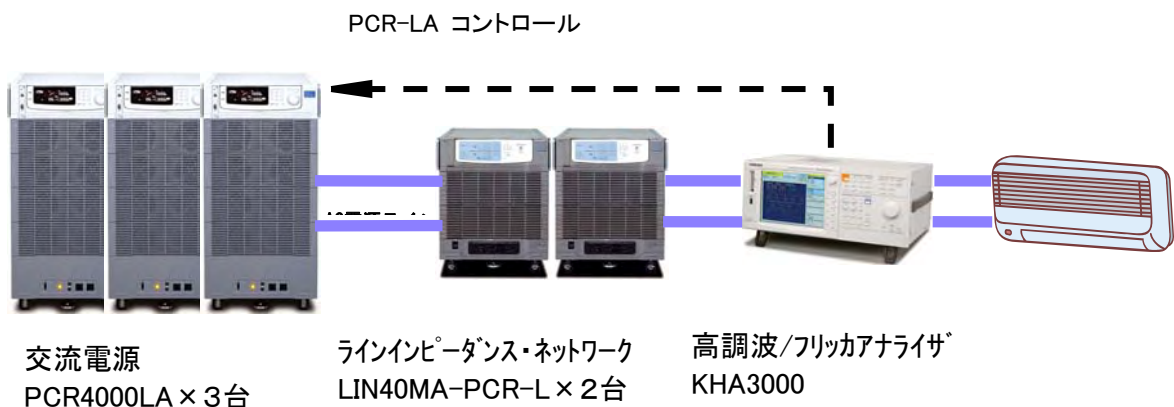 PCR-LA コントロール
交流電源
PCR4000LA×3台
ラインインピーダンス・ネットワーク
LIN40MA-PCR-L×2台
高調波/フリッカアナライザ
KHA3000